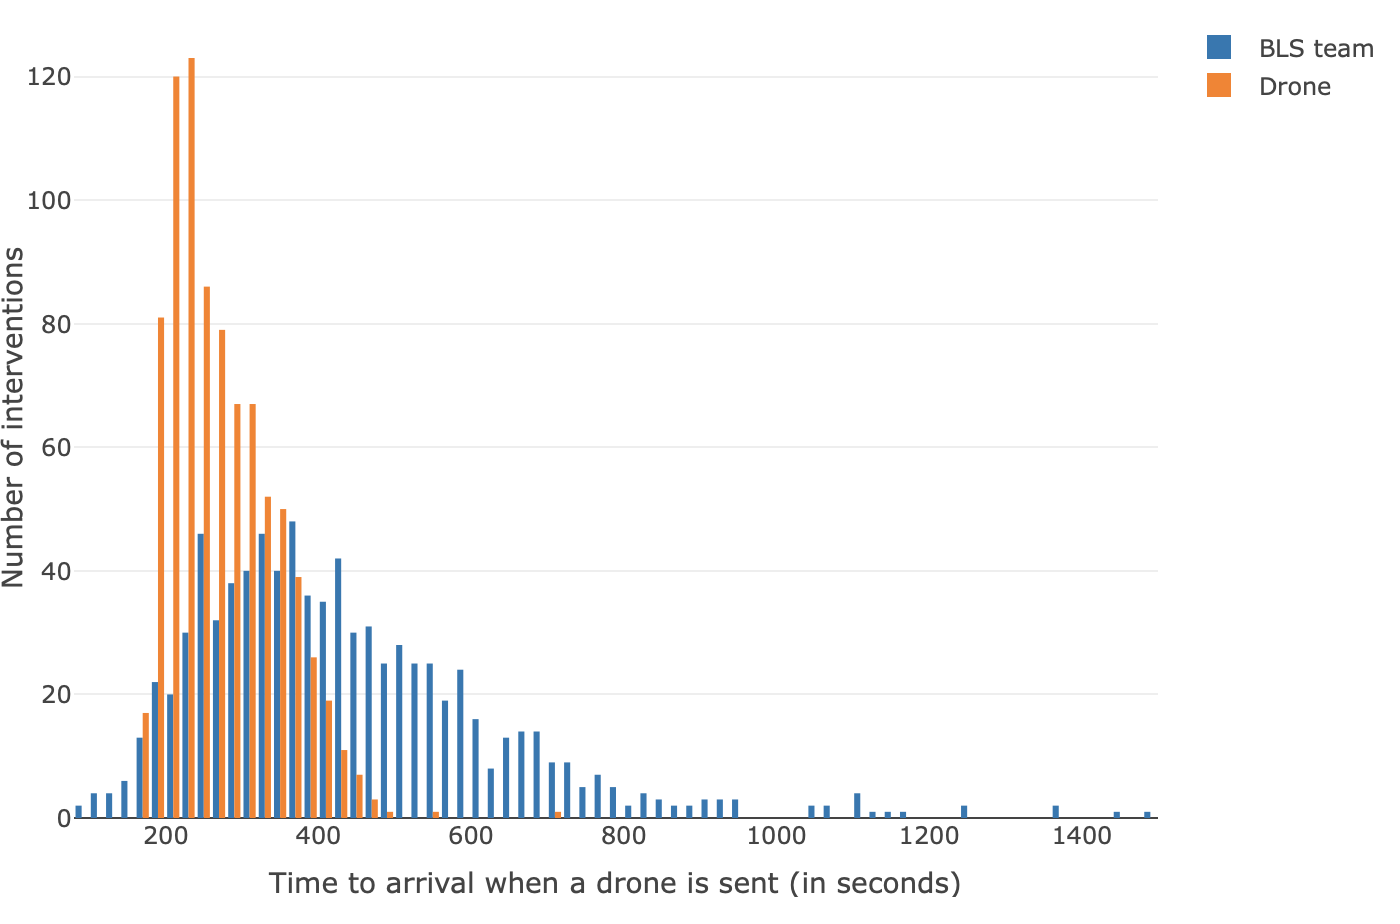 BLS team
Drone
120
100
80
60
40
20
0
Number of interventions
200 400 600 800 1000 1200 1400
Time to arrival when a drone is sent (in seconds)